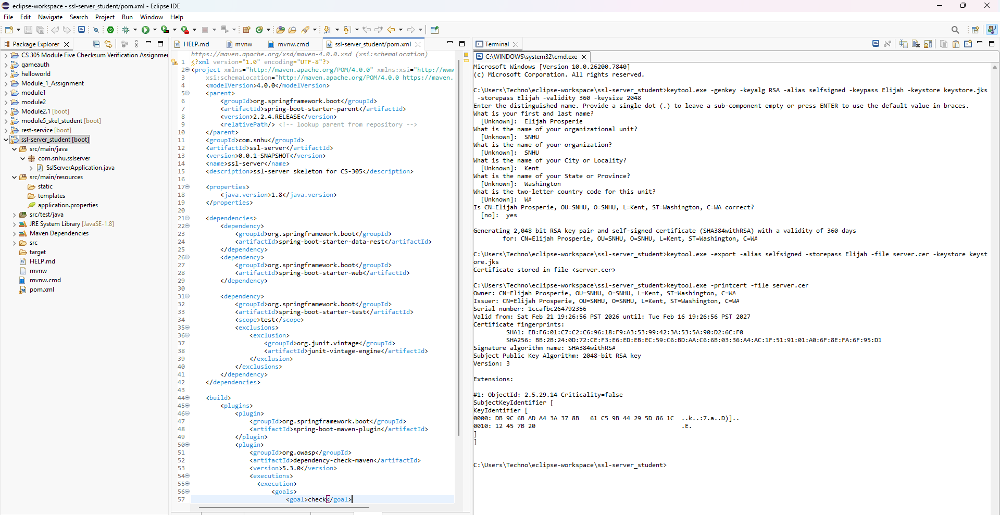 eclipse-workspace - ssl-server_student/pom.xml - Eclipse IDE
File Edit Navigate Search Project Run Window Help
Package Explorer
CS 305 Module Five Checksum Verification Assignmer
gameauth
helloworld
Module_1_Assignment
module1
module2
Module2.1 [boot]
module5_skel_student [boot]
rest-service [boot]
ssl-server_student [boot]
src/main/java
com.snhu.sslserver
SslServerApplication.java
src/main/resources
static
templates
application.properties
src/test/java
JRE System Library [JavaSE-1.8]
Maven Dependencies
src
target
HELP.md
mvnw
mvnw.cmd
pom.xml
HELP.md mvnw mvnw.cmd ssl-server_student/pom.xml
https://maven.apache.org/xsd/maven-4.0.0.xsd (xsi:schemaLocation)
1 <?xml version="1.0" encoding="UTF-8"?>
2 <project xmlns="http://maven.apache.org/POM/4.0.0" xmlns:xsi="http://www
3 xsi:schemaLocation="http://maven.apache.org/POM/4.0.0 https://maven.
4 <modelVersion>4.0.0</modelVersion>
5 <parent>
6 <groupId>org.springframework.boot</groupId>
7 <artifactId>spring-boot-starter-parent</artifactId>
8 <version>2.2.4.RELEASE</version>
9 <relativePath/> <!-- lookup parent from repository -->
10 </parent>
11 <groupId>com.snhu</groupId>
12 <artifactId>ssl-server</artifactId>
13 <version>0.0.1-SNAPSHOT</version>
14 <name>ssl-server</name>
15 <description>ssl-server skeleton for CS-305</description>
16
17 <properties>
18 <java.version>1.8</java.version>
19 </properties>
20
21 <dependencies>
22 <dependency>
23 <groupId>org.springframework.boot</groupId>
24 <artifactId>spring-boot-starter-data-rest</artifactId>
25 </dependency>
26 <dependency>
27 <groupId>org.springframework.boot</groupId>
28 <artifactId>spring-boot-starter-web</artifactId>
29 </dependency>
30
31 <dependency>
32 <groupId>org.springframework.boot</groupId>
33 <artifactId>spring-boot-starter-test</artifactId>
34 <scope>test</scope>
35 <exclusions>
36 <exclusion>
37 <groupId>org.junit.vintage</groupId>
38 <artifactId>junit-vintage-engine</artifactId>
39 </exclusion>
40 </exclusions>
41 </dependency>
42 </dependencies>
43
44 <build>
45 <plugins>
46 <plugin>
47 <groupId>org.springframework.boot</groupId>
48 <artifactId>spring-boot-maven-plugin</artifactId>
49 </plugin>
50 <plugin>
51 <groupId>org.owasp</groupId>
52 <artifactId>dependency-check-maven</artifactId>
53 <version>5.3.0</version>
54 <executions>
55 <execution>
56 <goals>
57 <goal>check</goal>
Terminal
C:\WINDOWS\system32\cmd.exe
Microsoft Windows [Version 10.0.26200.7840]
(c) Microsoft Corporation. All rights reserved.
C:\Users\Techno\eclipse-workspace\ssl-server_student>keytool.exe -genkey -keyalg RSA -alias selfsigned -keypass Elijah -keystore keystore.jks
-storepass Elijah -validity 360 -keysize 2048
Enter the distinguished name. Provide a single dot (.) to leave a sub-component empty or press ENTER to use the default value in braces.
What is your first and last name?
[Unknown]: Elijah Prosperie
What is the name of your organizational unit?
[Unknown]: SNHU
What is the name of your organization?
[Unknown]: SNHU
What is the name of your City or Locality?
[Unknown]: Kent
What is the name of your State or Province?
[Unknown]: Washington
What is the two-letter country code for this unit?
[Unknown]: WA
Is CN=Elijah Prosperie, OU=SNHU, O=SNHU, L=Kent, ST=Washington, C=WA correct?
[no]: yes
Generating 2,048 bit RSA key pair and self-signed certificate (SHA384withRSA) with a validity of 360 days
for: CN=Elijah Prosperie, OU=SNHU, O=SNHU, L=Kent, ST=Washington, C=WA
C:\Users\Techno\eclipse-workspace\ssl-server_student>keytool.exe -export -alias selfsigned -storepass Elijah -file server.cer -keystore keyst
ore.jks
Certificate stored in file <server.cer>
C:\Users\Techno\eclipse-workspace\ssl-server_student>keytool.exe -printcert -file server.cer
Owner: CN=Elijah Prosperie, OU=SNHU, O=SNHU, L=Kent, ST=Washington, C=WA
Issuer: CN=Elijah Prosperie, OU=SNHU, O=SNHU, L=Kent, ST=Washington, C=WA
Serial number: 1ccafbc264792356
Valid from: Sat Feb 21 19:26:56 PST 2026 until: Tue Feb 16 19:26:56 PST 2027
Certificate fingerprints:
SHA1: EB:F6:01:C7:C2:C6:96:18:F9:A3:53:99:42:3A:53:5A:90:D2:6C:F0
SHA256: BB:2B:24:0D:72:CE:F3:E6:ED:EB:EC:59:C6:BD:AA:C6:6B:03:36:A4:AC:1F:51:91:01:A0:6F:8E:FA:6F:95:D1
Signature algorithm name: SHA384withRSA
Subject Public Key Algorithm: 2048-bit RSA key
Version: 3
Extensions:
#1: ObjectId: 2.5.29.14 Criticality=false
SubjectKeyIdentifier [
KeyIdentifier [
0000: DB 9C 6B AD A4 3A 37 8B 61 C5 9B 44 29 5D 86 1C ..k..:7.a..D)]..
0010: 12 45 7B 20 .E.
]
]
C:\Users\Techno\eclipse-workspace\ssl-server_student>